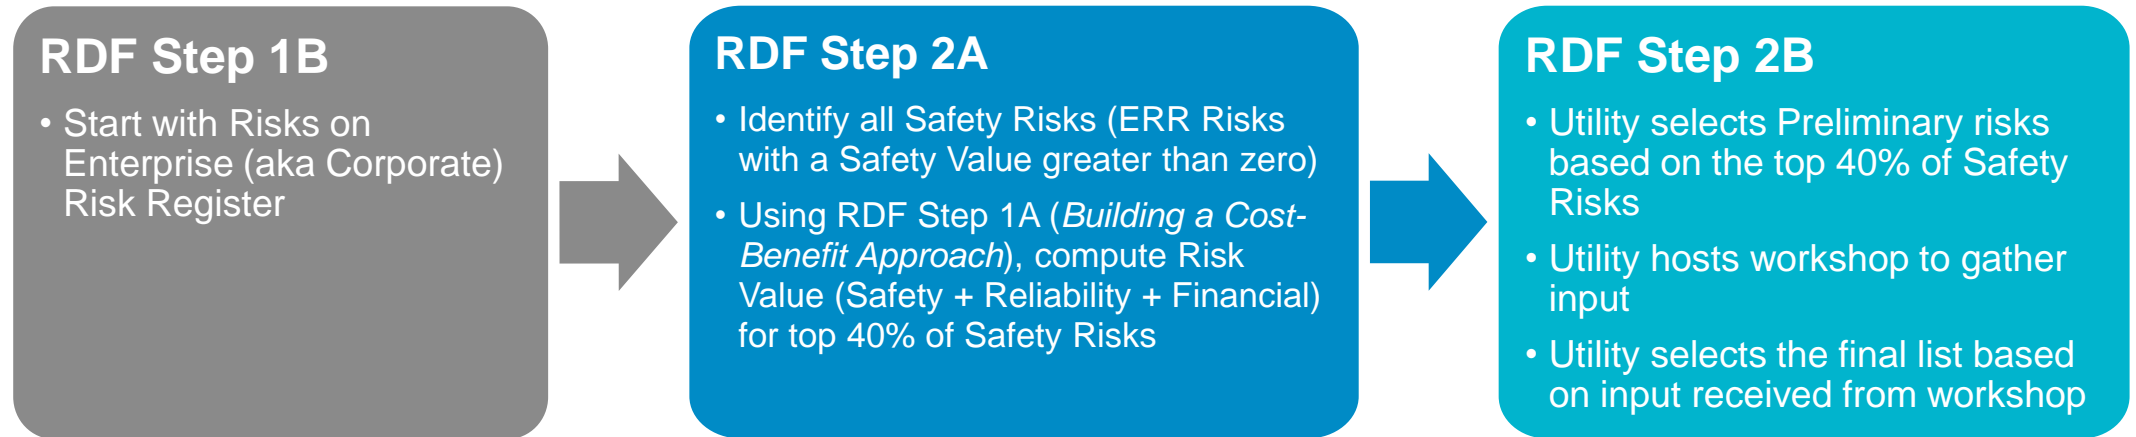 RDF Step 1B
• Start with Risks on
Enterprise (aka Corporate)
Risk Register
RDF Step 2A
• Identify all Safety Risks (ERR Risks
with a Safety Value greater than zero)
• Using RDF Step 1A (Building a Cost-
Benefit Approach), compute Risk
Value (Safety + Reliability + Financial)
for top 40% of Safety Risks
RDF Step 2B
• Utility selects Preliminary risks
based on the top 40% of Safety
Risks
• Utility hosts workshop to gather
input
• Utility selects the final list based
on input received from workshop